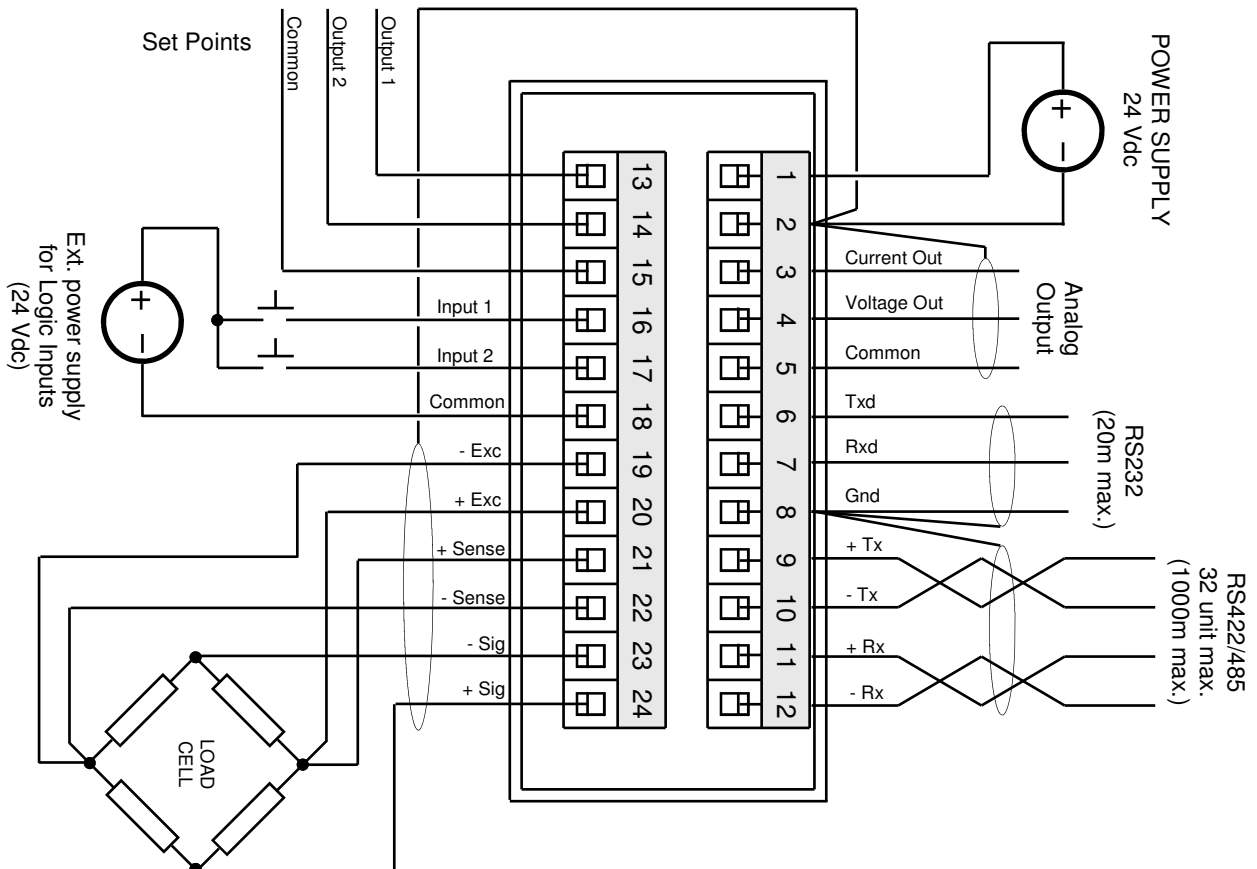 Set Points
Common
Output 2
Output 1
POWER SUPPLY
24 Vdc
+
-
Ext. power supply
for Logic Inputs
(24 Vdc)
+
-
Input 1
Input 2
Common
- Exc
+ Exc
+ Sense
- Sense
- Sig
+ Sig
13
14
15
16
17
18
19
20
21
22
23
24
1
2
3
4
5
6
7
8
9
10
11
12
Current Out
Voltage Out
Common
Analog
Output
Txd
Rxd
Gnd
RS232
(20m max.)
+ Tx
- Tx
+ Rx
- Rx
RS422/485
32 unit max.
(1000m max.)
LOAD
CELL